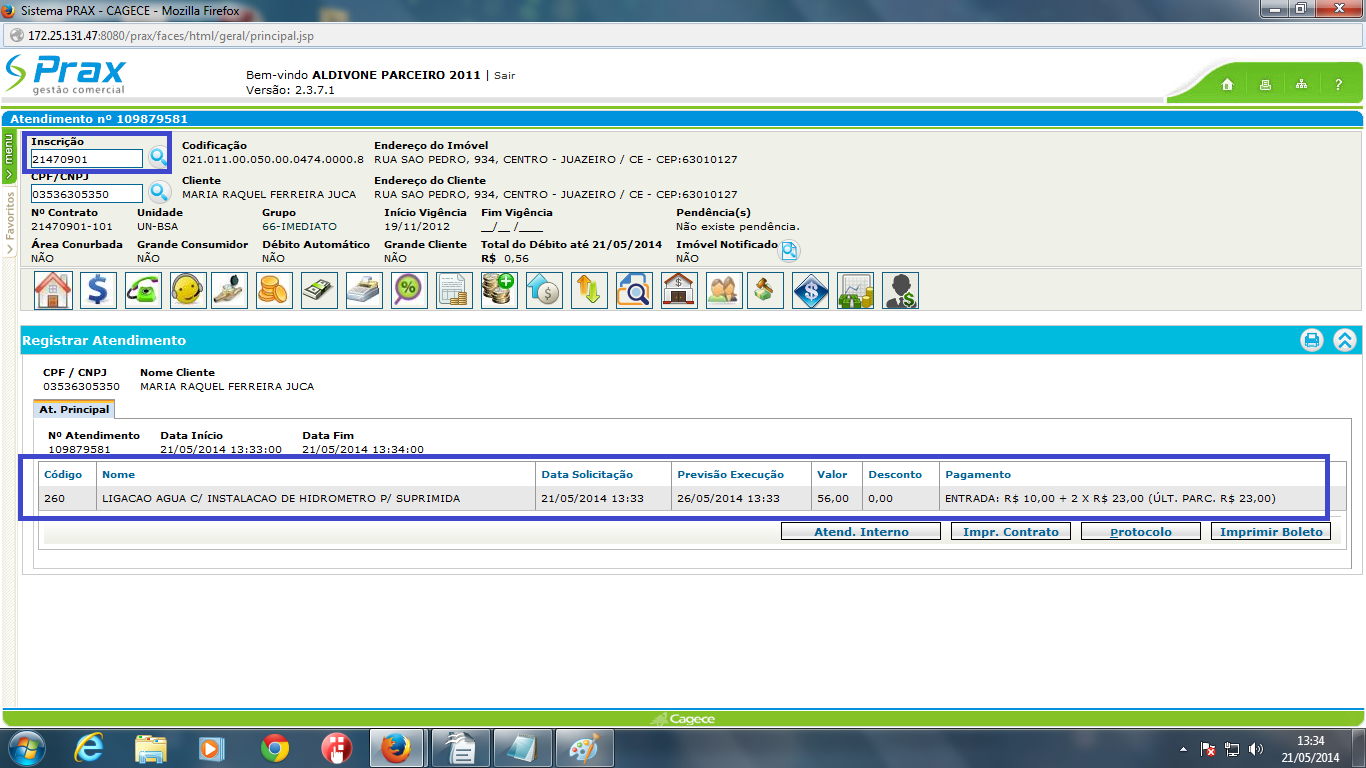 Sistema PRAX - CAGECE - Mozilla Firefox
172.25.131.47:8080/prax/faces/html/geral/principal.jsp
Prax
gestão comercial
Bem-vindo ALDIVONE PARCEIRO 2011 | Sair
Versão: 2.3.7.1
?
Atendimento nº 109879581
menu
Favoritos
Inscrição
21470901
Codificação
021.011.00.050.00.0474.0000.8
Endereço do Imóvel
RUA SAO PEDRO, 934, CENTRO - JUAZEIRO / CE - CEP:63010127
CPF/CNPJ
03536305350
Cliente
MARIA RAQUEL FERREIRA JUCA
Endereço do Cliente
RUA SAO PEDRO, 934, CENTRO - JUAZEIRO / CE - CEP:63010127
Nº Contrato Unidade Grupo Início Vigência Fim Vigência Pendência(s)
21470901-101 UN-BSA 66-IMEDIATO 19/11/2012 __/__/____ Não existe pendência.
Área Conurbada Grande Consumidor Débito Automático Grande Cliente Total do Débito até 21/05/2014 Imóvel Notificado
NÃO NÃO NÃO NÃO R$ 0,56 NÃO
Registrar Atendimento
CPF / CNPJ Nome Cliente
03536305350 MARIA RAQUEL FERREIRA JUCA
At. Principal
Nº Atendimento Data Início Data Fim
109879581 21/05/2014 13:33:00 21/05/2014 13:34:00
Código Nome Data Solicitação Previsão Execução Valor Desconto Pagamento
260 LIGACAO AGUA C/ INSTALACAO DE HIDROMETRO P/ SUPRIMIDA 21/05/2014 13:33 26/05/2014 13:33 56,00 0,00 ENTRADA: R$ 10,00 + 2 X R$ 23,00 (ÚLT. PARC. R$ 23,00)
Atend. Interno Impr. Contrato Protocolo Imprimir Boleto
Cagece
13:34
21/05/2014